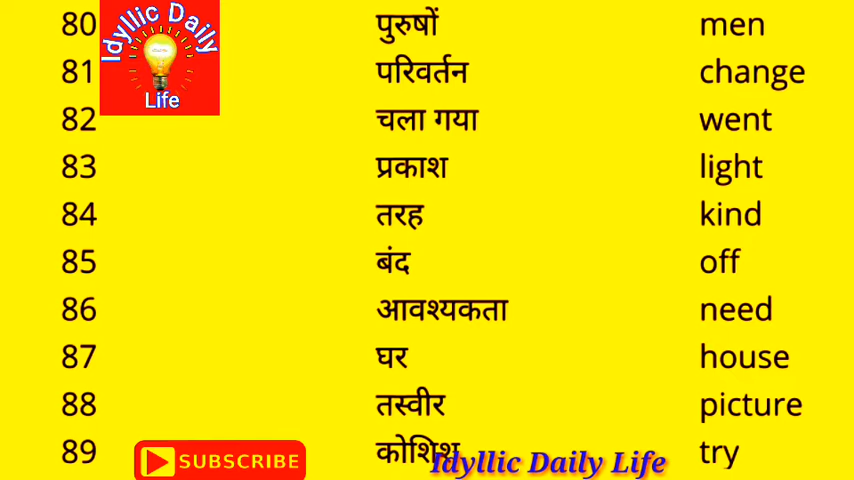 80 पुरुषों men
Idyllic Daily
Life
81 परिवर्तन change
82 चला गया went
83 प्रकाश light
84 तरह kind
85 बंद off
86 आवश्यकता need
87 घर house
88 तस्वीर picture
89 कोशिश try
SUBSCRIBE
Idyllic Daily Life